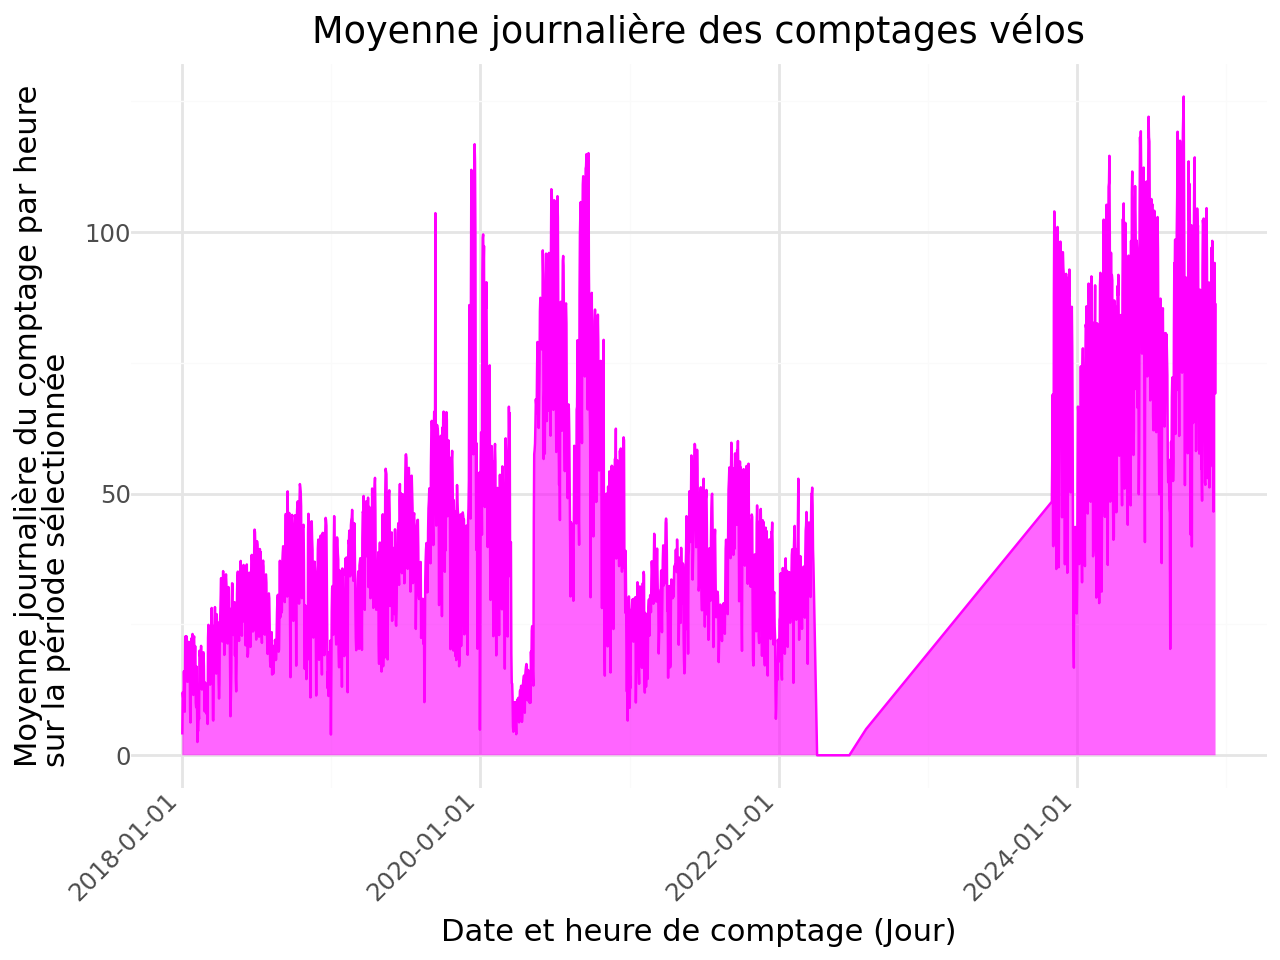 Moyenne journalière des comptages vélos
Moyenne journalière du comptage par heure
sur la période sélectionnée
100
50
0
2018-01-01
2020-01-01
2022-01-01
2024-01-01
Date et heure de comptage (Jour)